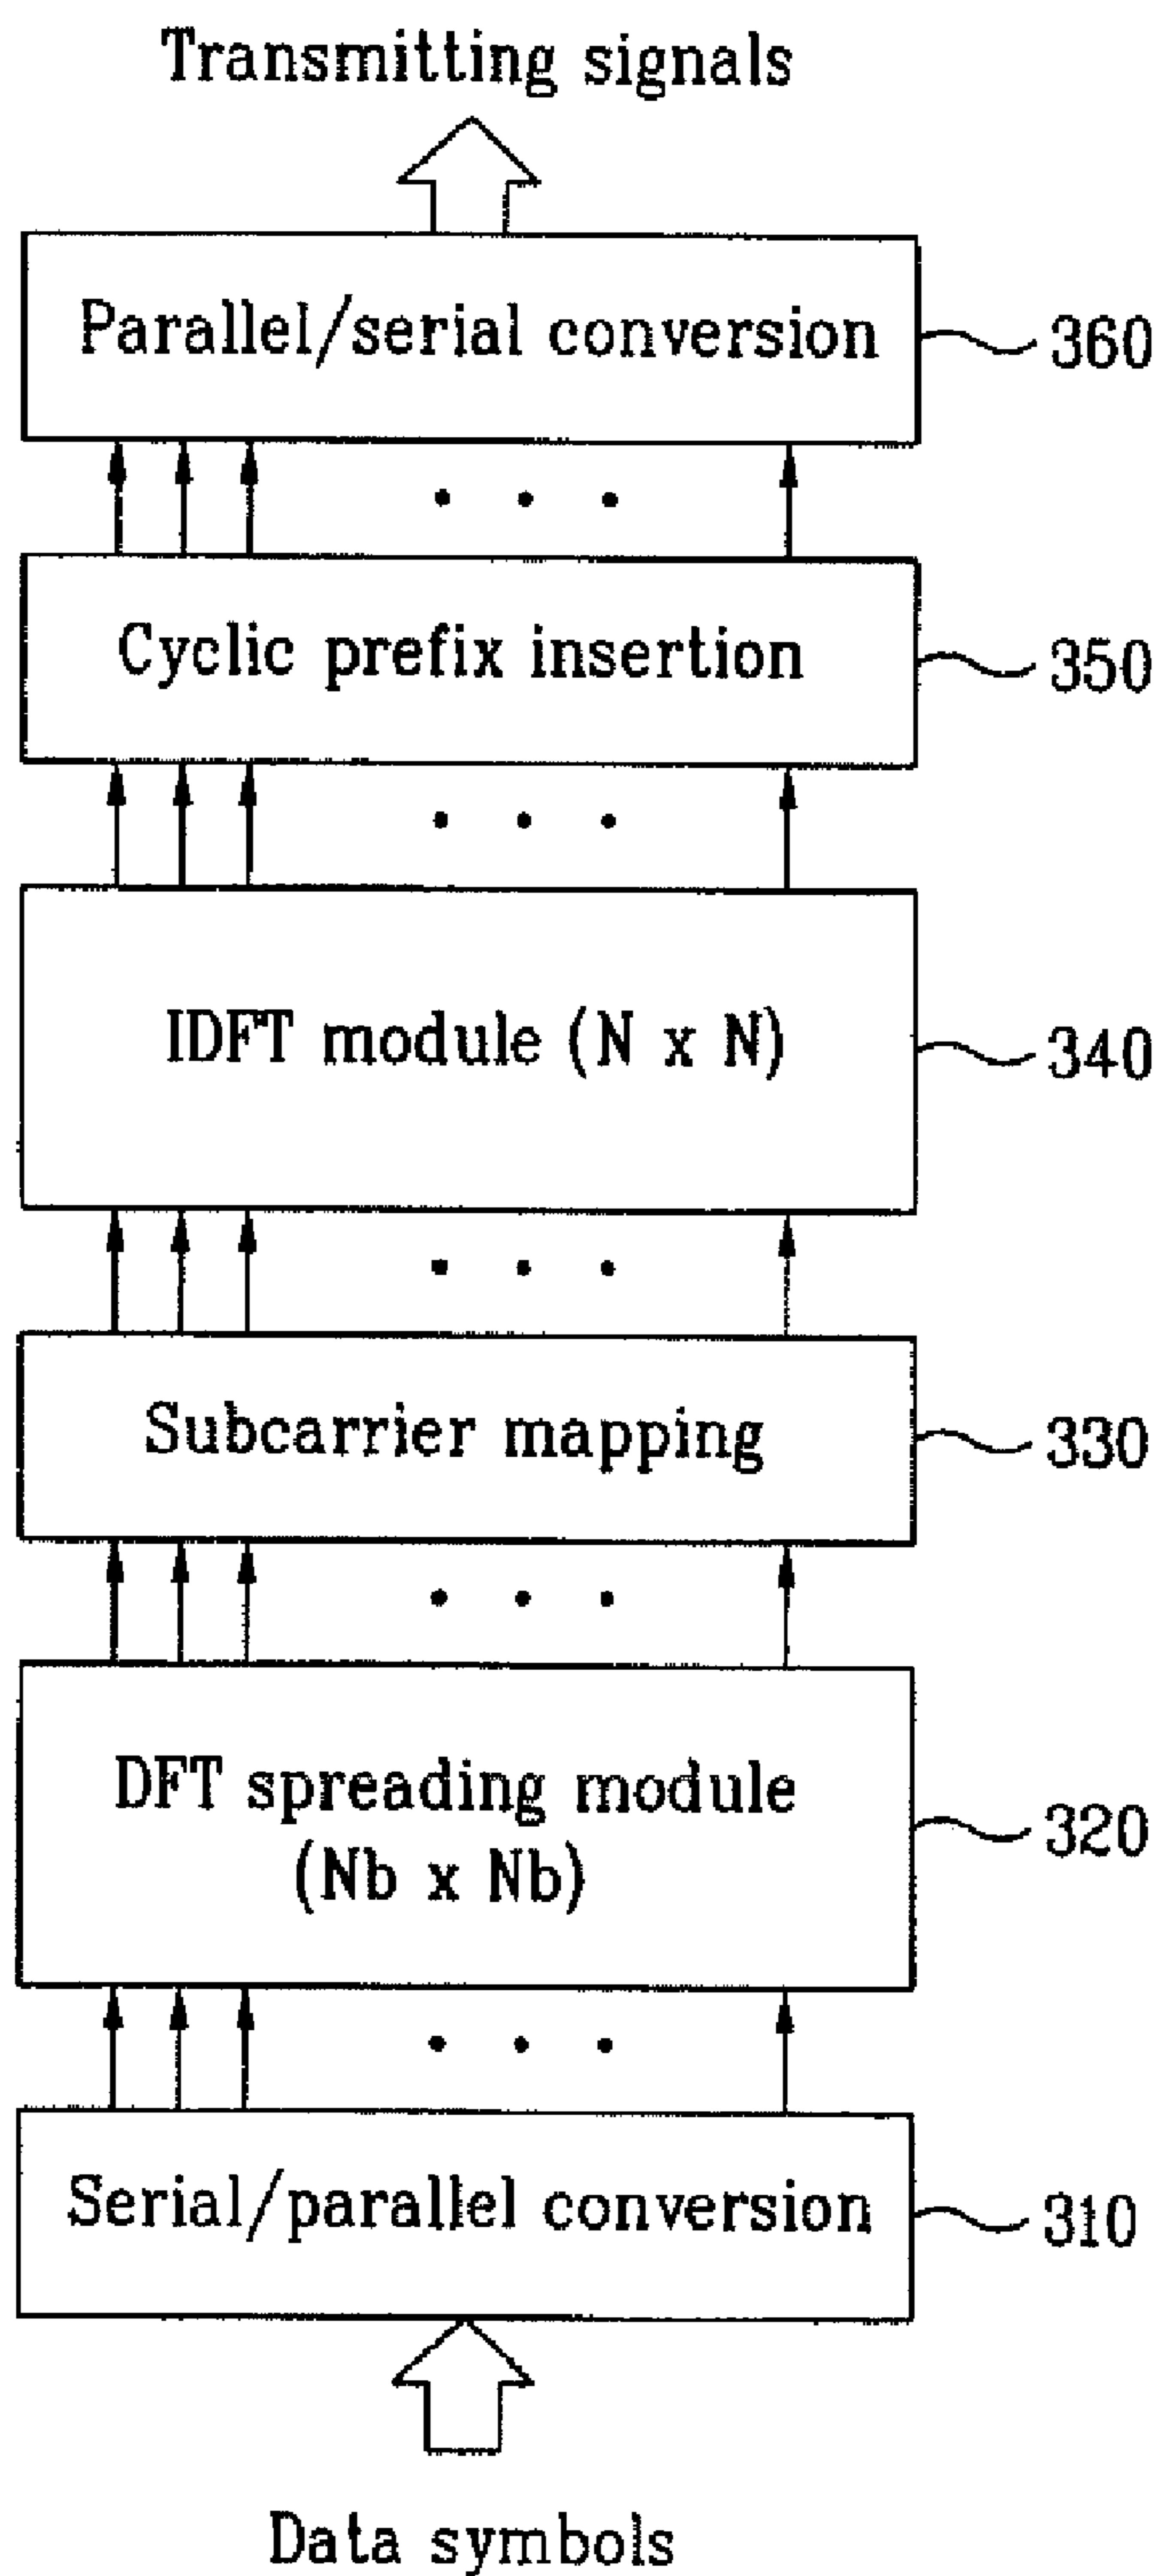 Transmitting signals
Parallel/serial conversion
360
Cyclic prefix insertion
350
IDFT module (N x N)
340
Subcarrier mapping
330
DFT spreading module
(Nb x Nb)
320
Serial/parallel conversion
310
Data symbols